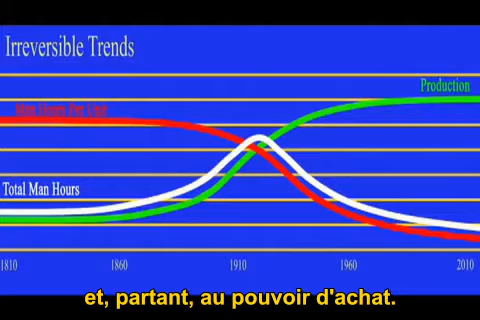 Irreversible Trends
Production
Man Hours Per Unit
Total Man Hours
1810 1860 1910 1960 2010
et, partant, au pouvoir d'achat.